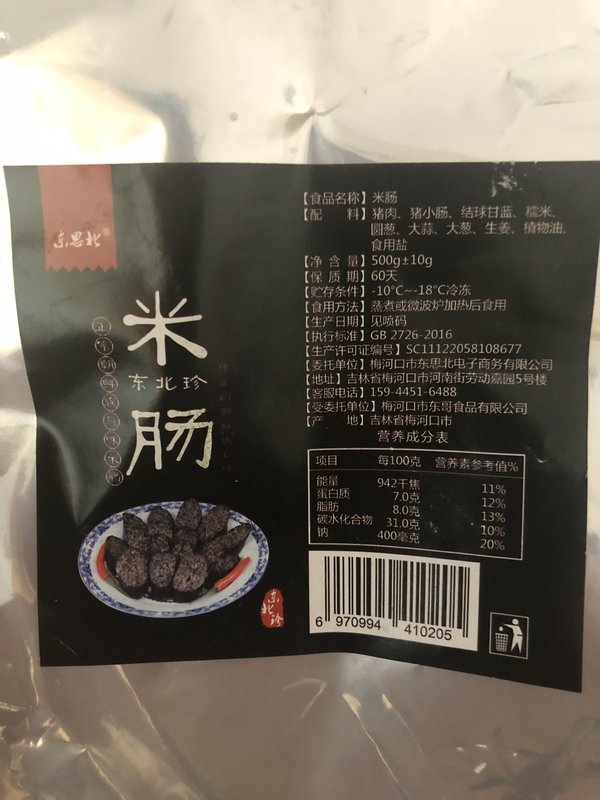 东思北®
米
东北珍
肠
正宗朝鲜族风味米肠
东北珍
【食品名称】米肠
【配　　料】猪肉、猪小肠、结球甘蓝、糯米、
圆葱、大蒜、大葱、生姜、植物油、
食用盐
【净 含 量】500g±10g
【保 质 期】60天
【贮存条件】-10°C~-18°C冷冻
【食用方法】蒸煮或微波炉加热后食用
【生产日期】见喷码
【执行标准】GB 2726-2016
【生产许可证编号】SC11122058108677
【委托单位】梅河口市东思北电子商务有限公司
【地址】吉林省梅河口市河南街劳动嘉园5号楼
【客服电话】159-4451-6488
【受委托单位】梅河口市东哥食品有限公司
【产　　地】吉林省梅河口市
营养成分表
项目 每100克 营养素参考值%
能量 942千焦 11%
蛋白质 7.0克 12%
脂肪 8.0克 13%
碳水化合物 31.0克 10%
钠 400毫克 20%
6 970994 410205